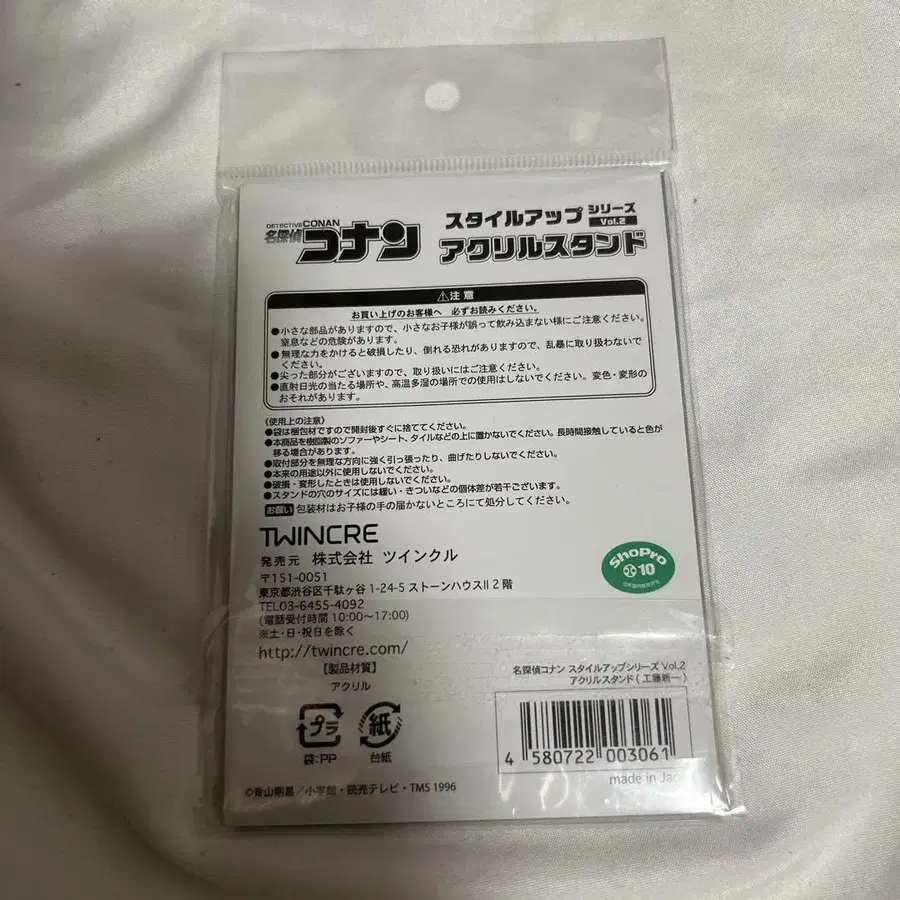 DETECTIVE CONAN
名探偵コナン
スタイルアップシリーズ
Vol.2
アクリルスタンド
⚠注意
お買い上げのお客様へ 必ずお読みください。
●小さな部品がありますので、小さなお子様が誤って飲み込まない様にご注意ください。
窒息などの危険があります。
●無理な力をかけると破損したり、倒れる恐れがありますので、乱暴に取り扱わないで
ください。
●尖った部分がございますので、取り扱いにはご注意ください。
●直射日光の当たる場所や、高温多湿の場所での使用はしないでください。変色・変形の
おそれがあります。
《使用上の注意》
●袋は梱包材ですので開封後すぐに捨ててください。
●本商品を樹脂製のソファーやシート、タイルなどの上に置かないでください。長時間接触していると色が
移る場合があります。
●取付部分を無理な方向に強く引っ張ったり、曲げたりしないでください。
●本来の用途以外に使用しないでください。
●破損・変形したときは使用しないでください。
●スタンドの穴のサイズには緩い・きついなどの個体差が若干ございます。
お願い 包装材はお子様の手の届かないところにて処分してください。
TWINCRE
発売元 株式会社 ツインクル
〒151-0051
東京都渋谷区千駄ヶ谷 1-24-5 ストーンハウスII 2 階
TEL03-6455-4092
(電話受付時間 10:00~17:00)
※土・日・祝日を除く
http://twincre.com/
ShoPro
10
【製品材質】
アクリル
プラ
袋:PP
紙
台紙
名探偵コナン スタイルアップシリーズ Vol.2
アクリルスタンド(工藤新一)
4 580722 003061
made in Jap
©青山剛昌/小学館・読売テレビ・TMS 1996